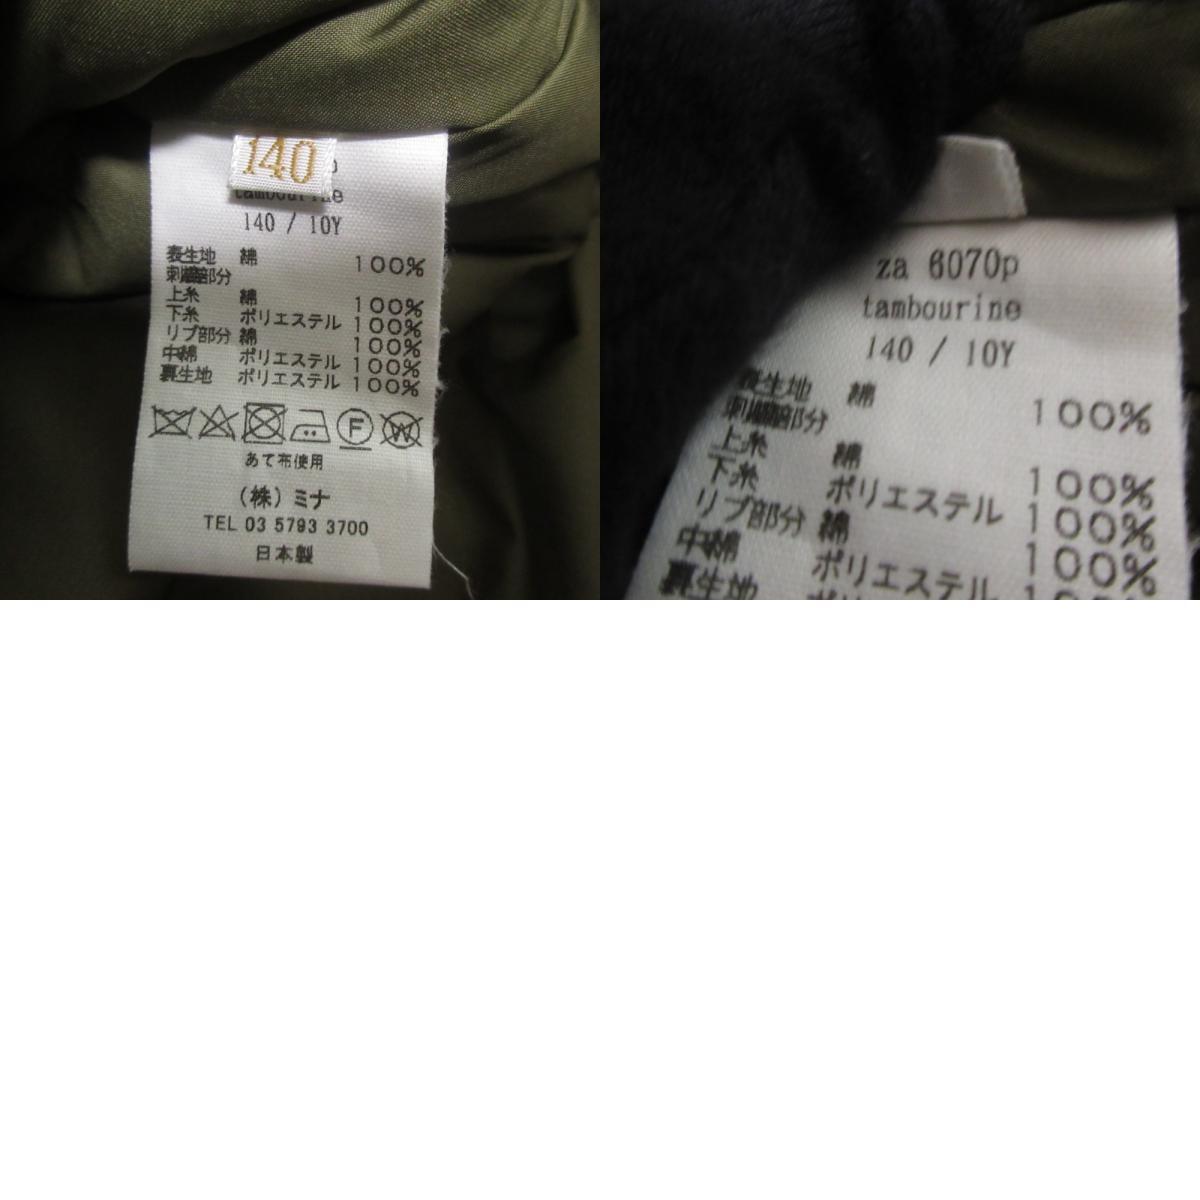 140
tambourine
140 / 10Y
表生地 綿 100%
刺繍部分
上糸 綿 100%
下糸 ポリエステル 100%
リブ部分 綿 100%
中綿 ポリエステル 100%
裏生地 ポリエステル 100%
F
W
あて布使用
(株)ミナ
TEL 03 5793 3700
日本製
za 6070p
tambourine
140 / 10Y
表生地 綿 100%
刺繍部分
上糸 綿 100%
下糸 ポリエステル 100%
リブ部分 綿 100%
中綿 ポリエステル
裏生地